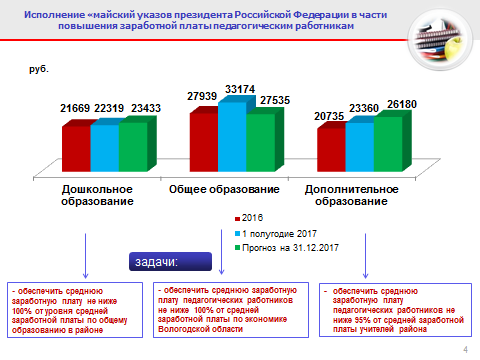 Исполнение «майский указов президента Российской Федерации в части
повышения заработной платы педагогическим работникам
руб.
21669 22319 23433
27939 33174 27535
20735 23360 26180
Дошкольное
образование
Общее образование
Дополнительное
образование
2016
1 полугодие 2017
Прогноз на 31.12.2017
задачи:
- обеспечить среднюю
заработную плату не ниже
100% от уровня средней
заработной платы по общему
образованию в районе
- обеспечить среднюю заработную
плату педагогических работников
не ниже 100% от средней
заработной платы по экономике
Вологодской области
- обеспечить среднюю
заработную плату
педагогических работников не
ниже 95% от средней заработной
платы учителей района
4